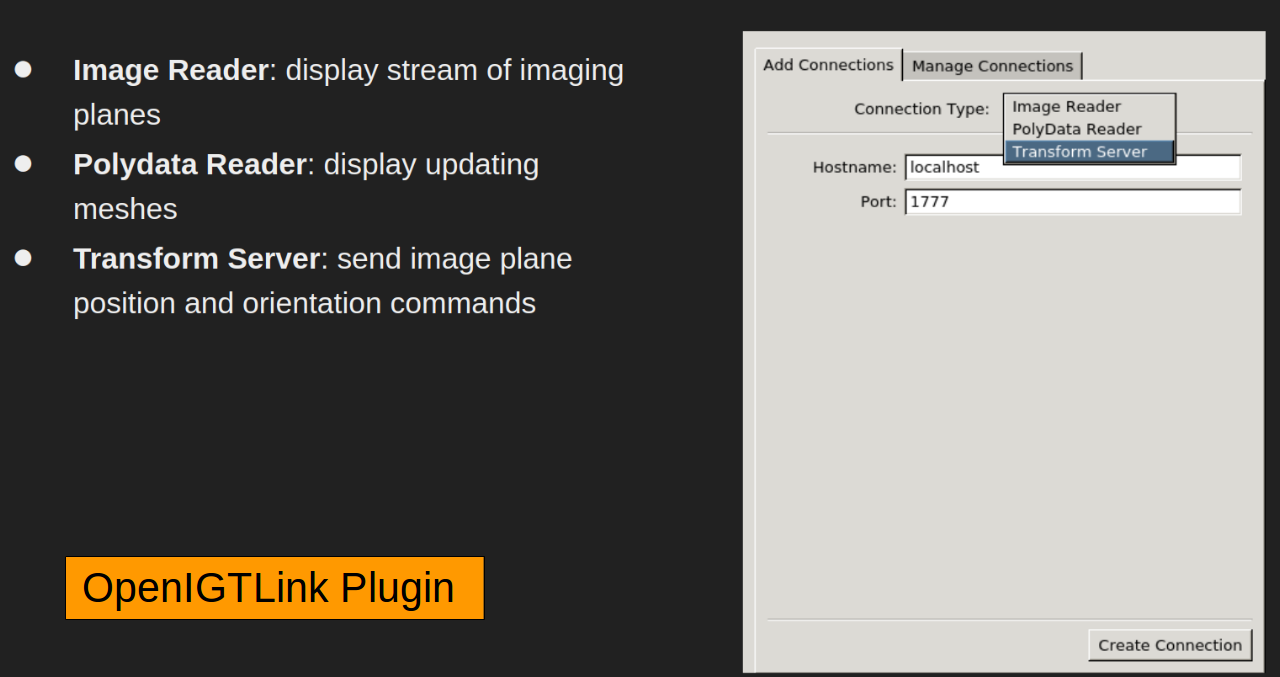 Image Reader: display stream of imaging
planes
Polydata Reader: display updating
meshes
Transform Server: send image plane
position and orientation commands
OpenIGTLink Plugin
Add Connections
Manage Connections
Connection Type:
Image Reader
PolyData Reader
Transform Server
Hostname: localhost
Port: 1777
Create Connection